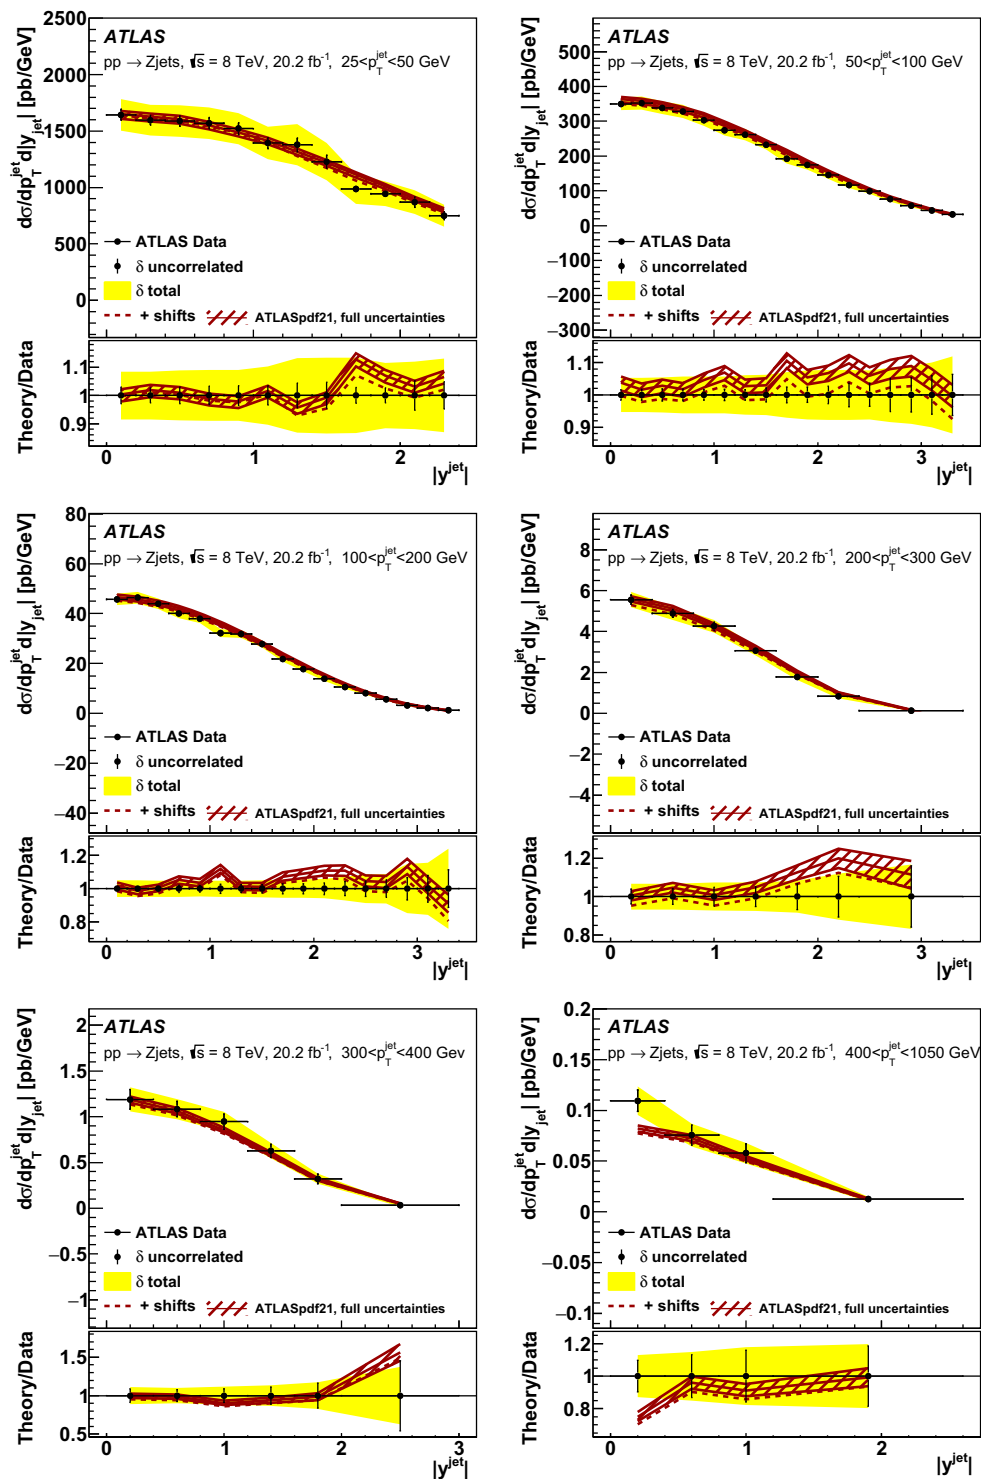 ATLAS
pp → Zjets, √s = 8 TeV, 20.2 fb⁻¹, 25<p_T^jet<50 GeV
dσ/dp_T^jet d|y_jet| [pb/GeV]
2500
2000
1500
1000
500
0
ATLAS Data
δ uncorrelated
δ total
+ shifts
ATLASpdf21, full uncertainties
Theory/Data
1.1
1
0.9
0
1
2
|y^jet|
ATLAS
pp → Zjets, √s = 8 TeV, 20.2 fb⁻¹, 50<p_T^jet<100 GeV
dσ/dp_T^jet d|y_jet| [pb/GeV]
500
400
300
200
100
0
−100
−200
−300
ATLAS Data
δ uncorrelated
δ total
+ shifts
ATLASpdf21, full uncertainties
Theory/Data
1.1
1
0.9
0
1
2
3
|y^jet|
ATLAS
pp → Zjets, √s = 8 TeV, 20.2 fb⁻¹, 100<p_T^jet<200 GeV
dσ/dp_T^jet d|y_jet| [pb/GeV]
80
60
40
20
0
−20
−40
ATLAS Data
δ uncorrelated
δ total
+ shifts
ATLASpdf21, full uncertainties
Theory/Data
1.2
1
0.8
0
1
2
3
|y^jet|
ATLAS
pp → Zjets, √s = 8 TeV, 20.2 fb⁻¹, 200<p_T^jet<300 GeV
dσ/dp_T^jet d|y_jet| [pb/GeV]
8
6
4
2
0
−2
−4
ATLAS Data
δ uncorrelated
δ total
+ shifts
ATLASpdf21, full uncertainties
Theory/Data
1.2
1
0.8
0
1
2
3
|y^jet|
ATLAS
pp → Zjets, √s = 8 TeV, 20.2 fb⁻¹, 300<p_T^jet<400 Gev
dσ/dp_T^jet d|y_jet| [pb/GeV]
2
1.5
1
0.5
0
−0.5
−1
ATLAS Data
δ uncorrelated
δ total
+ shifts
ATLASpdf21, full uncertainties
Theory/Data
1.5
1
0.5
0
1
2
3
|y^jet|
ATLAS
pp → Zjets, √s = 8 TeV, 20.2 fb⁻¹, 400<p_T^jet<1050 GeV
dσ/dp_T^jet d|y_jet| [pb/GeV]
0.2
0.15
0.1
0.05
0
−0.05
−0.1
ATLAS Data
δ uncorrelated
δ total
+ shifts
ATLASpdf21, full uncertainties
Theory/Data
1.2
1
0.8
0
1
2
|y^jet|